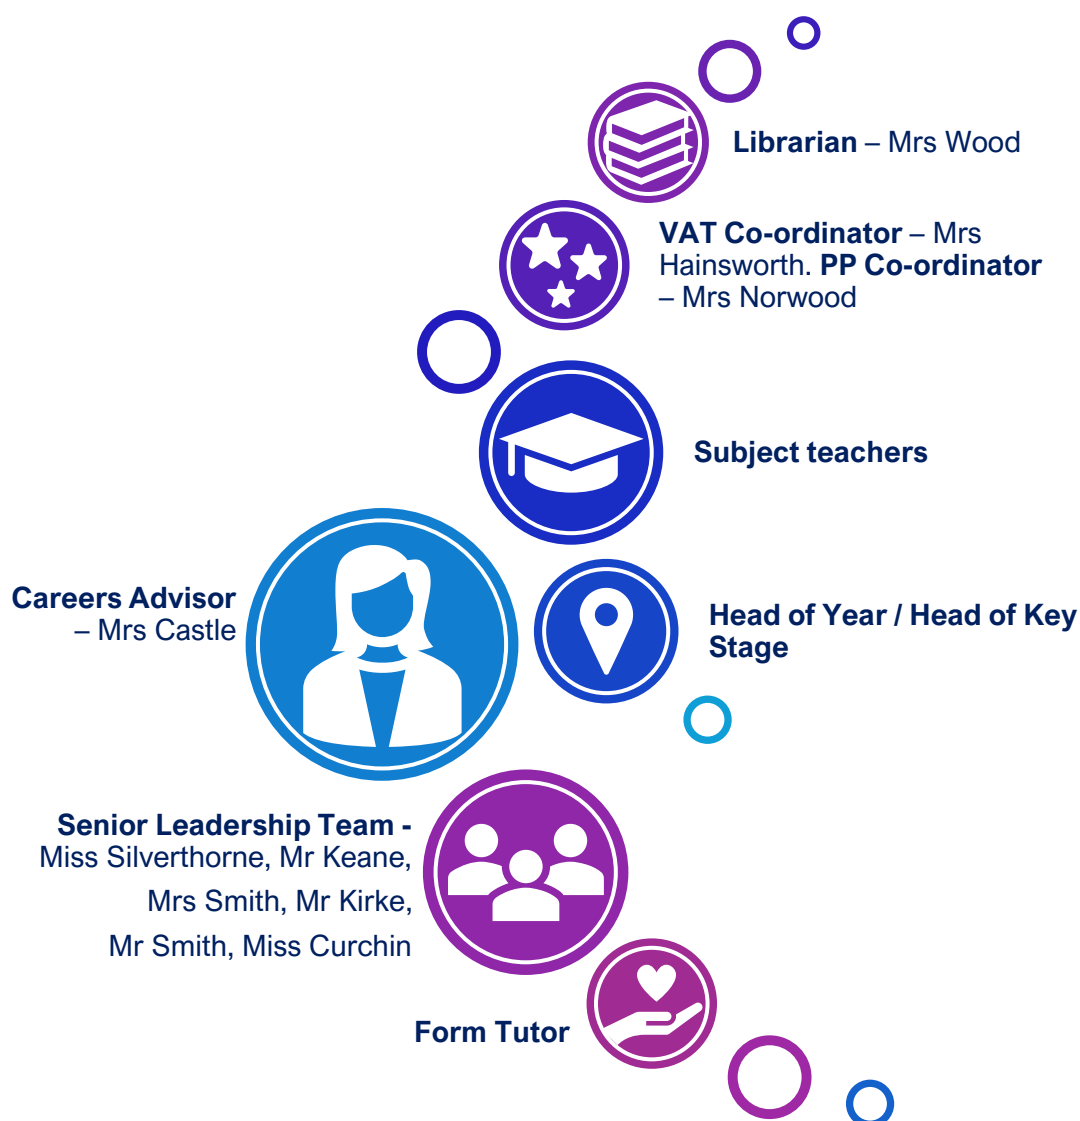 Librarian – Mrs Wood
VAT Co-ordinator – Mrs
Hainsworth. PP Co-ordinator
– Mrs Norwood
Subject teachers
Careers Advisor
– Mrs Castle
Head of Year / Head of Key
Stage
Senior Leadership Team -
Miss Silverthorne, Mr Keane,
Mrs Smith, Mr Kirke,
Mr Smith, Miss Curchin
Form Tutor